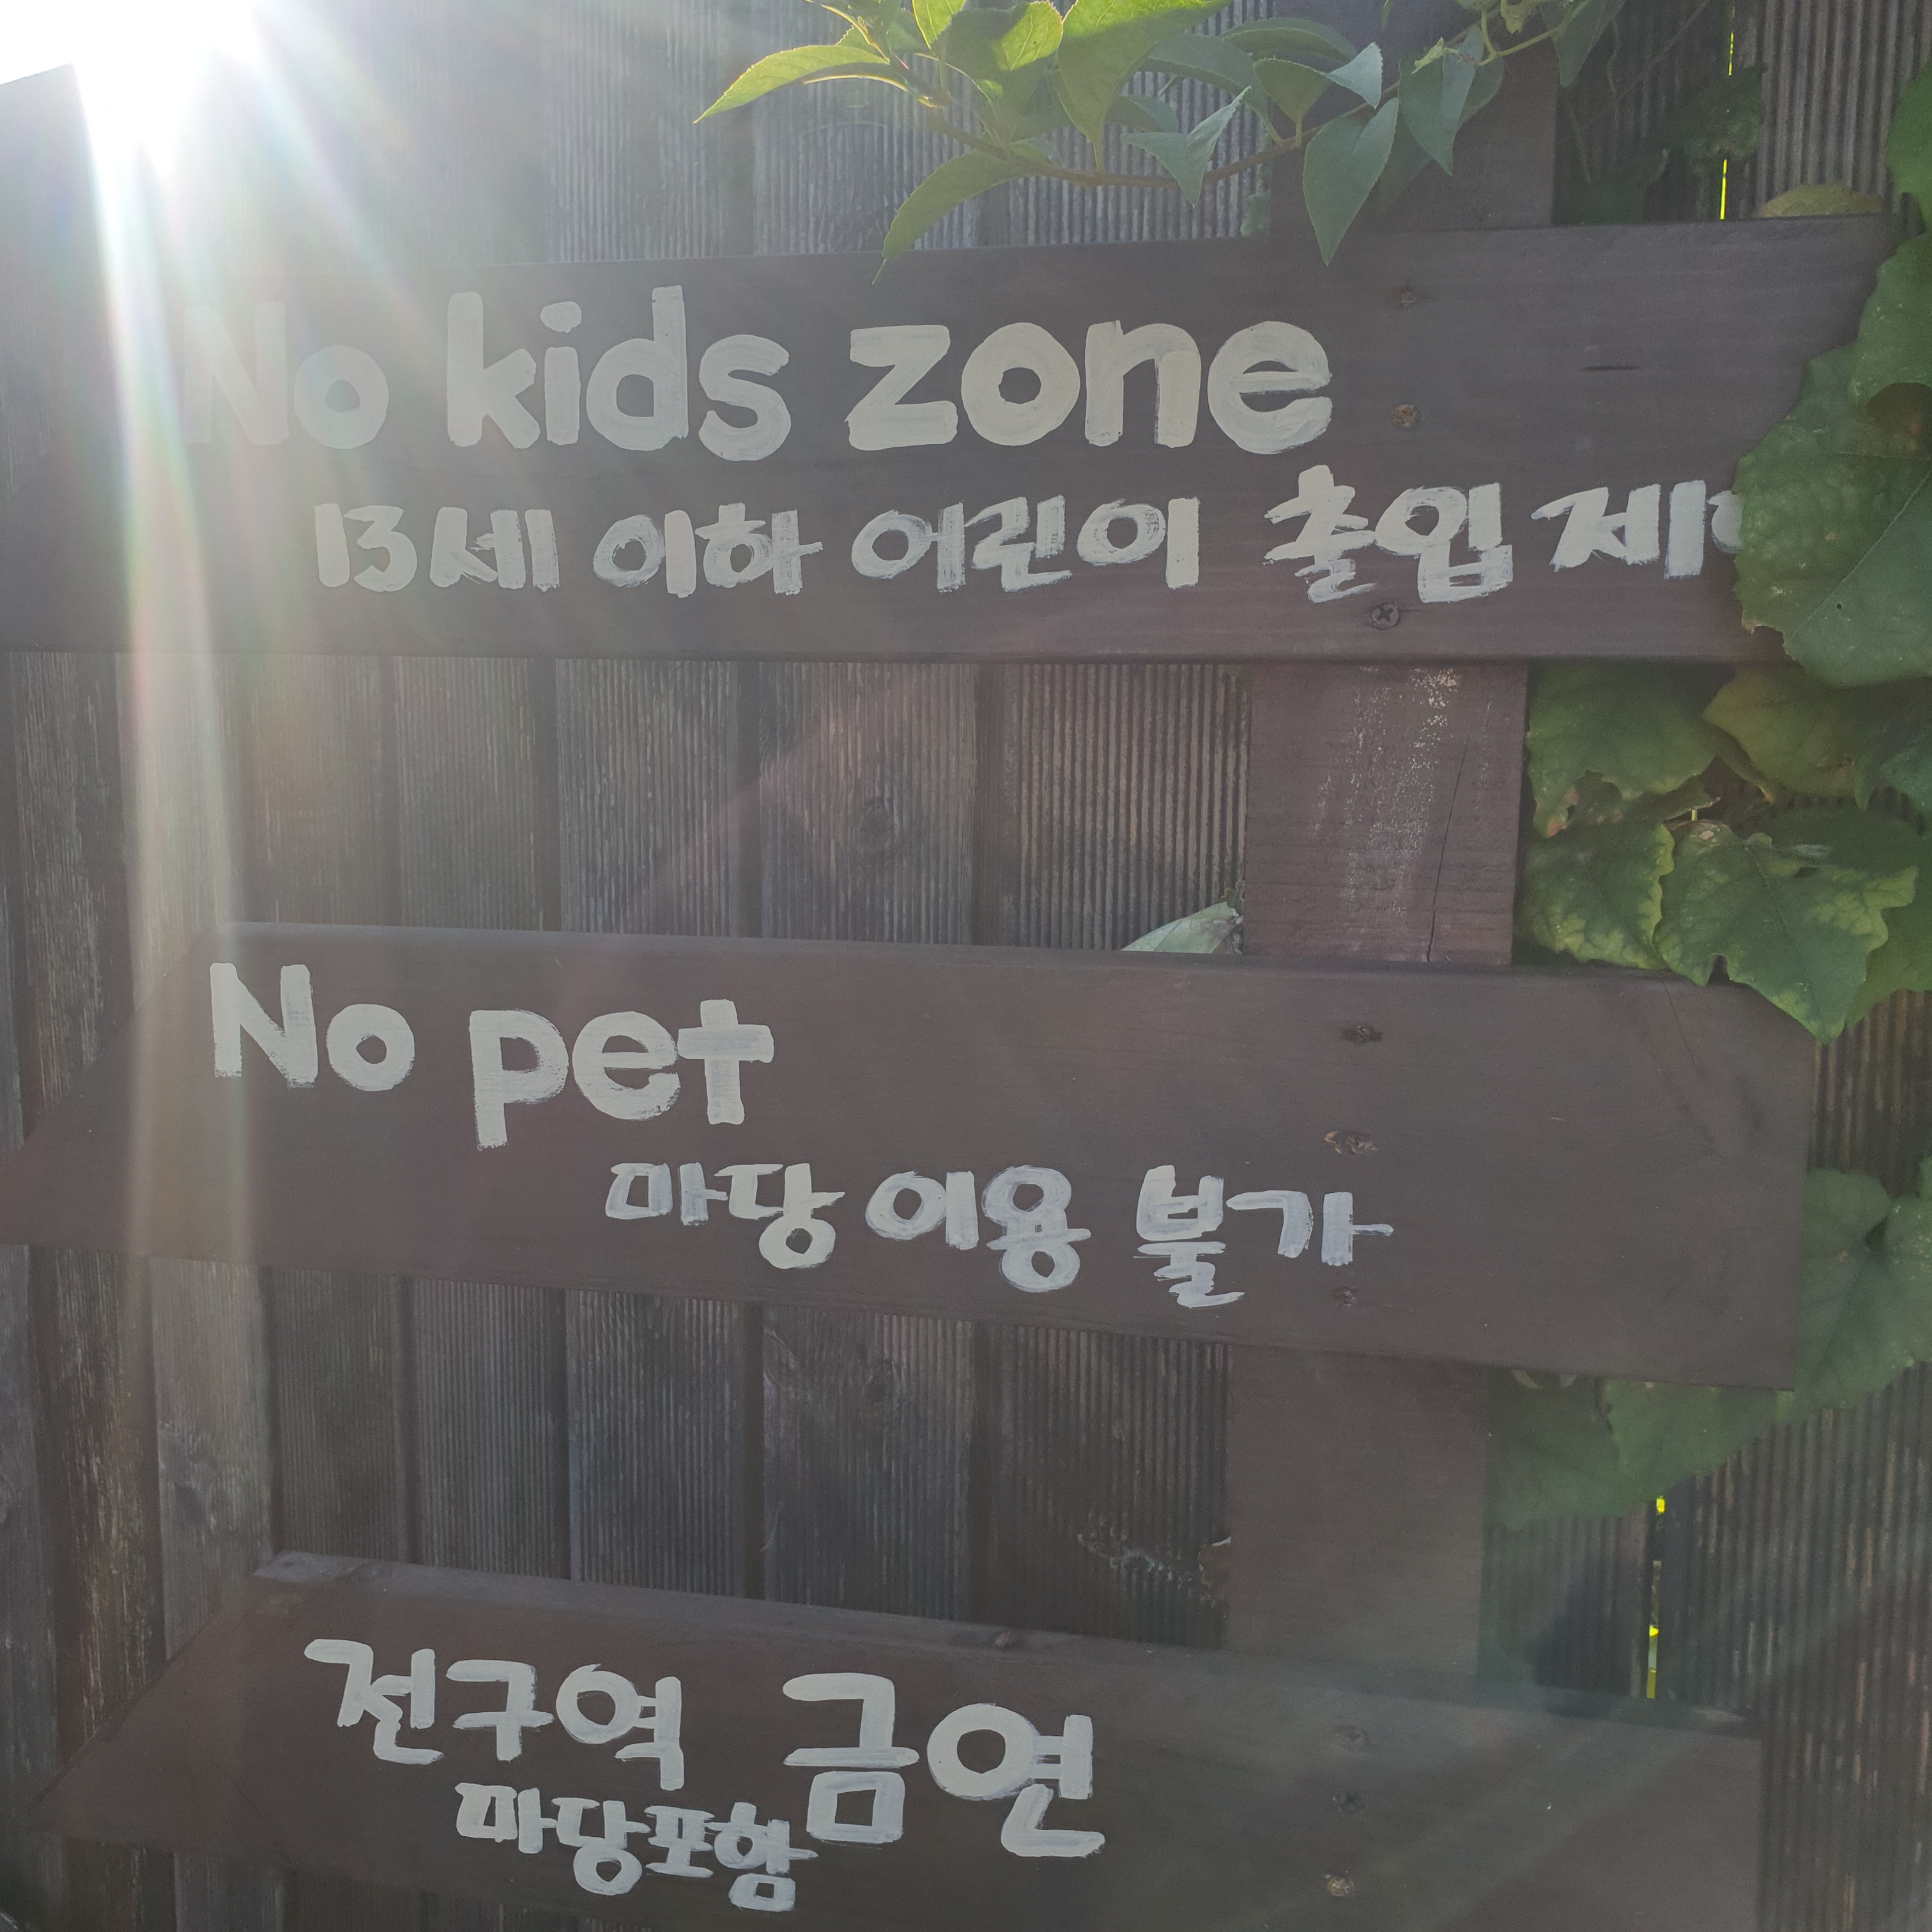 No kids zone
13세 이하 어린이 출입
No pet
마당 이용 불가
전구역 금연
마당포함